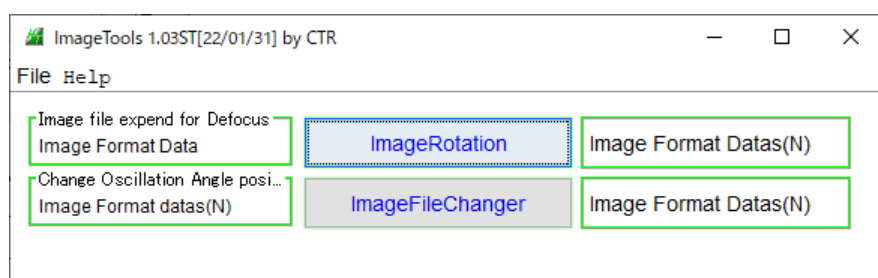 ImageTools 1.03ST[22/01/31] by CTR
File Help
Image file expend for Defocus
Image Format Data
ImageRotation
Image Format Datas(N)
Change Oscillation Angle posi...
Image Format datas(N)
ImageFileChanger
Image Format Datas(N)